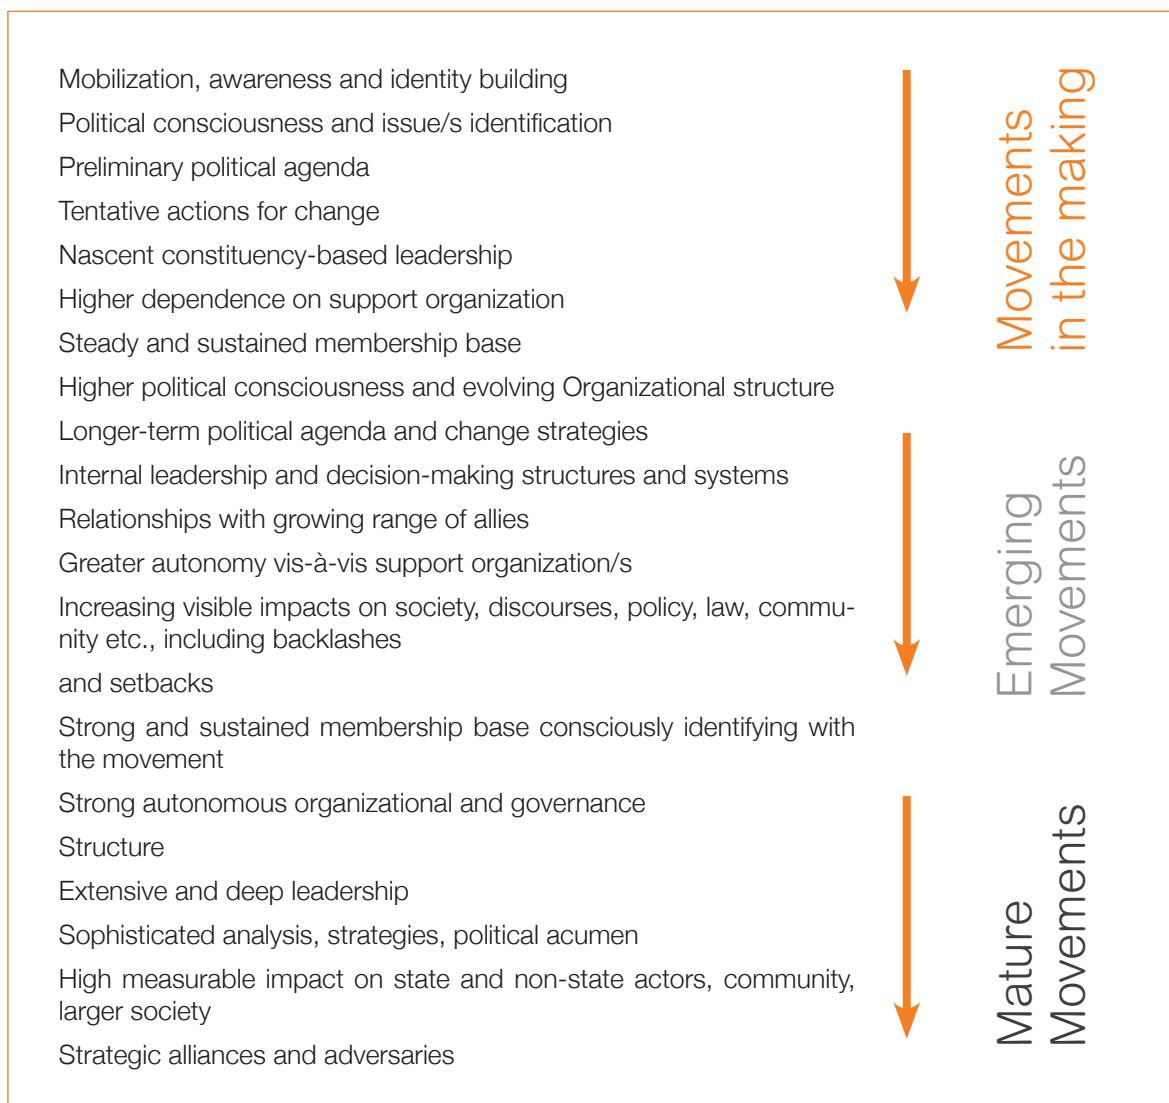 Mobilization, awareness and identity building
Political consciousness and issue/s identification
Preliminary political agenda
Tentative actions for change
Nascent constituency-based leadership
Higher dependence on support organization
Steady and sustained membership base
Higher political consciousness and evolving Organizational structure
Longer-term political agenda and change strategies
Internal leadership and decision-making structures and systems
Relationships with growing range of allies
Greater autonomy vis-à-vis support organization/s
Increasing visible impacts on society, discourses, policy, law, commu-
nity etc., including backlashes
and setbacks
Strong and sustained membership base consciously identifying with
the movement
Strong autonomous organizational and governance
Structure
Extensive and deep leadership
Sophisticated analysis, strategies, political acumen
High measurable impact on state and non-state actors, community,
larger society
Strategic alliances and adversaries
Movements
in the making
Emerging
Movements
Mature
Movements